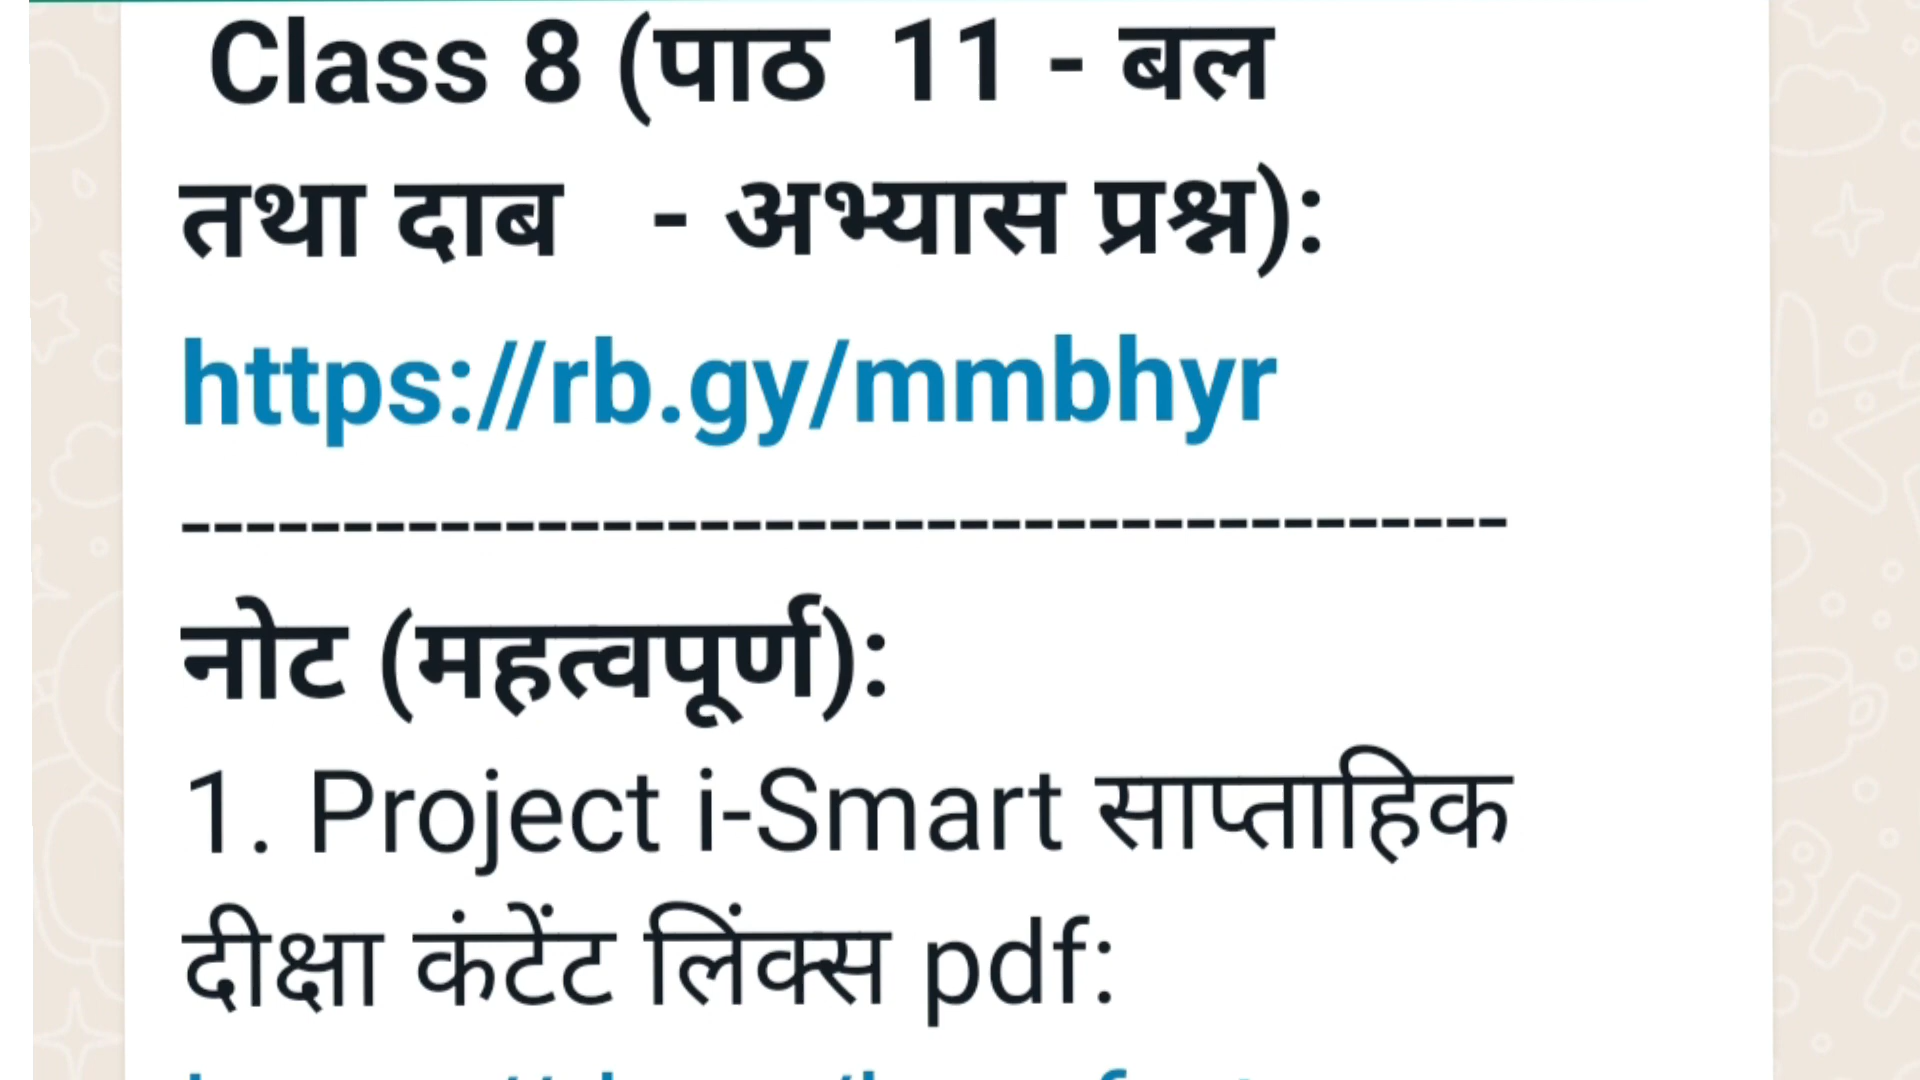 Class 8 (पाठ  11 - बल
तथा दाब   - अभ्यास प्रश्न):
https://rb.gy/mmbhyr
-----------------------------------------
नोट (महत्वपूर्ण):
1. Project i-Smart साप्ताहिक
दीक्षा कंटेंट लिंक्स pdf: